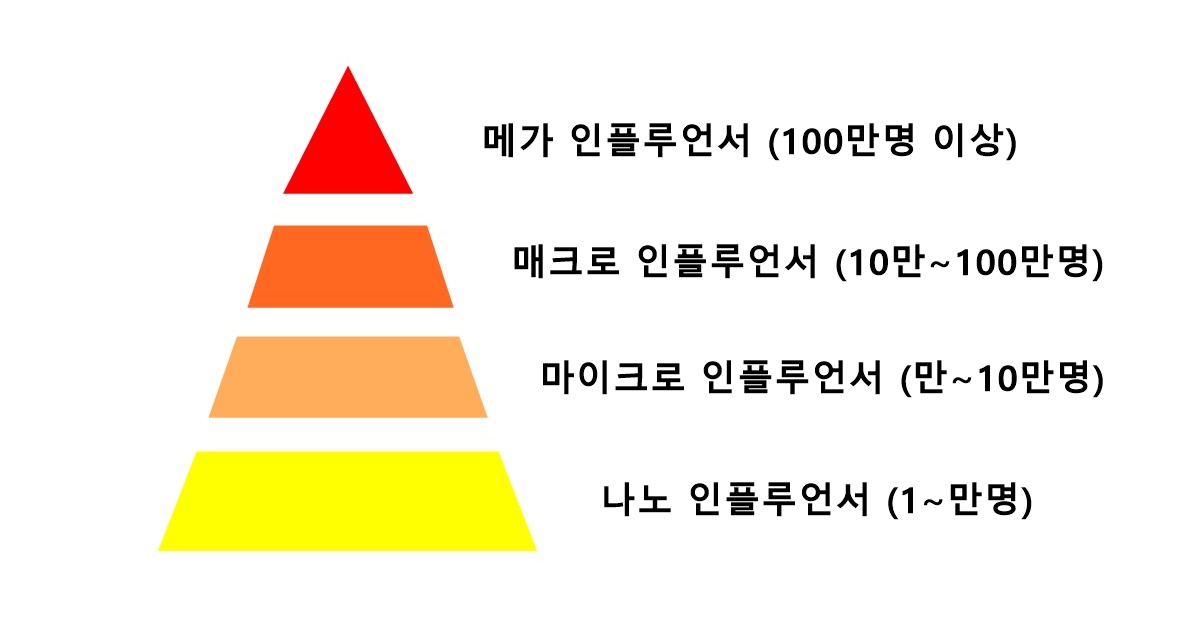 메가 인플루언서 (100만명 이상)
매크로 인플루언서 (10만~100만명)
마이크로 인플루언서 (만~10만명)
나노 인플루언서 (1~만명)